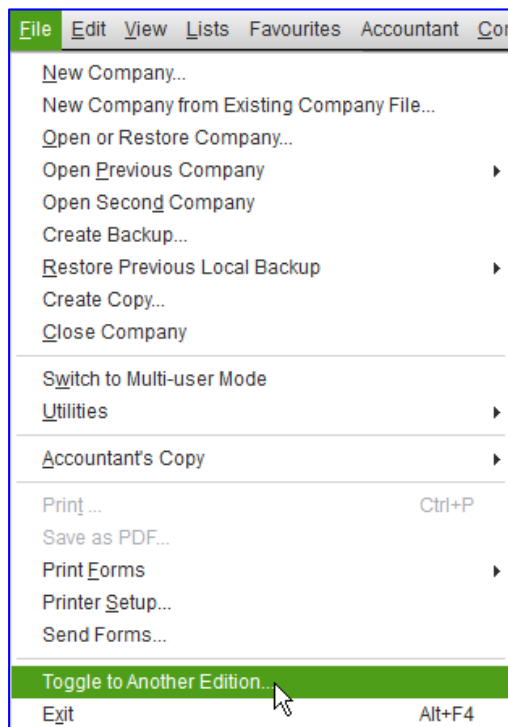 File Edit View Lists Favourites Accountant Co
New Company...
New Company from Existing Company File...
Open or Restore Company...
Open Previous Company
Open Second Company
Create Backup...
Restore Previous Local Backup
Create Copy...
Close Company
Switch to Multi-user Mode
Utilities
Accountant's Copy
Print ... Ctrl+P
Save as PDF...
Print Forms
Printer Setup...
Send Forms...
Toggle to Another Edition...
Exit Alt+F4